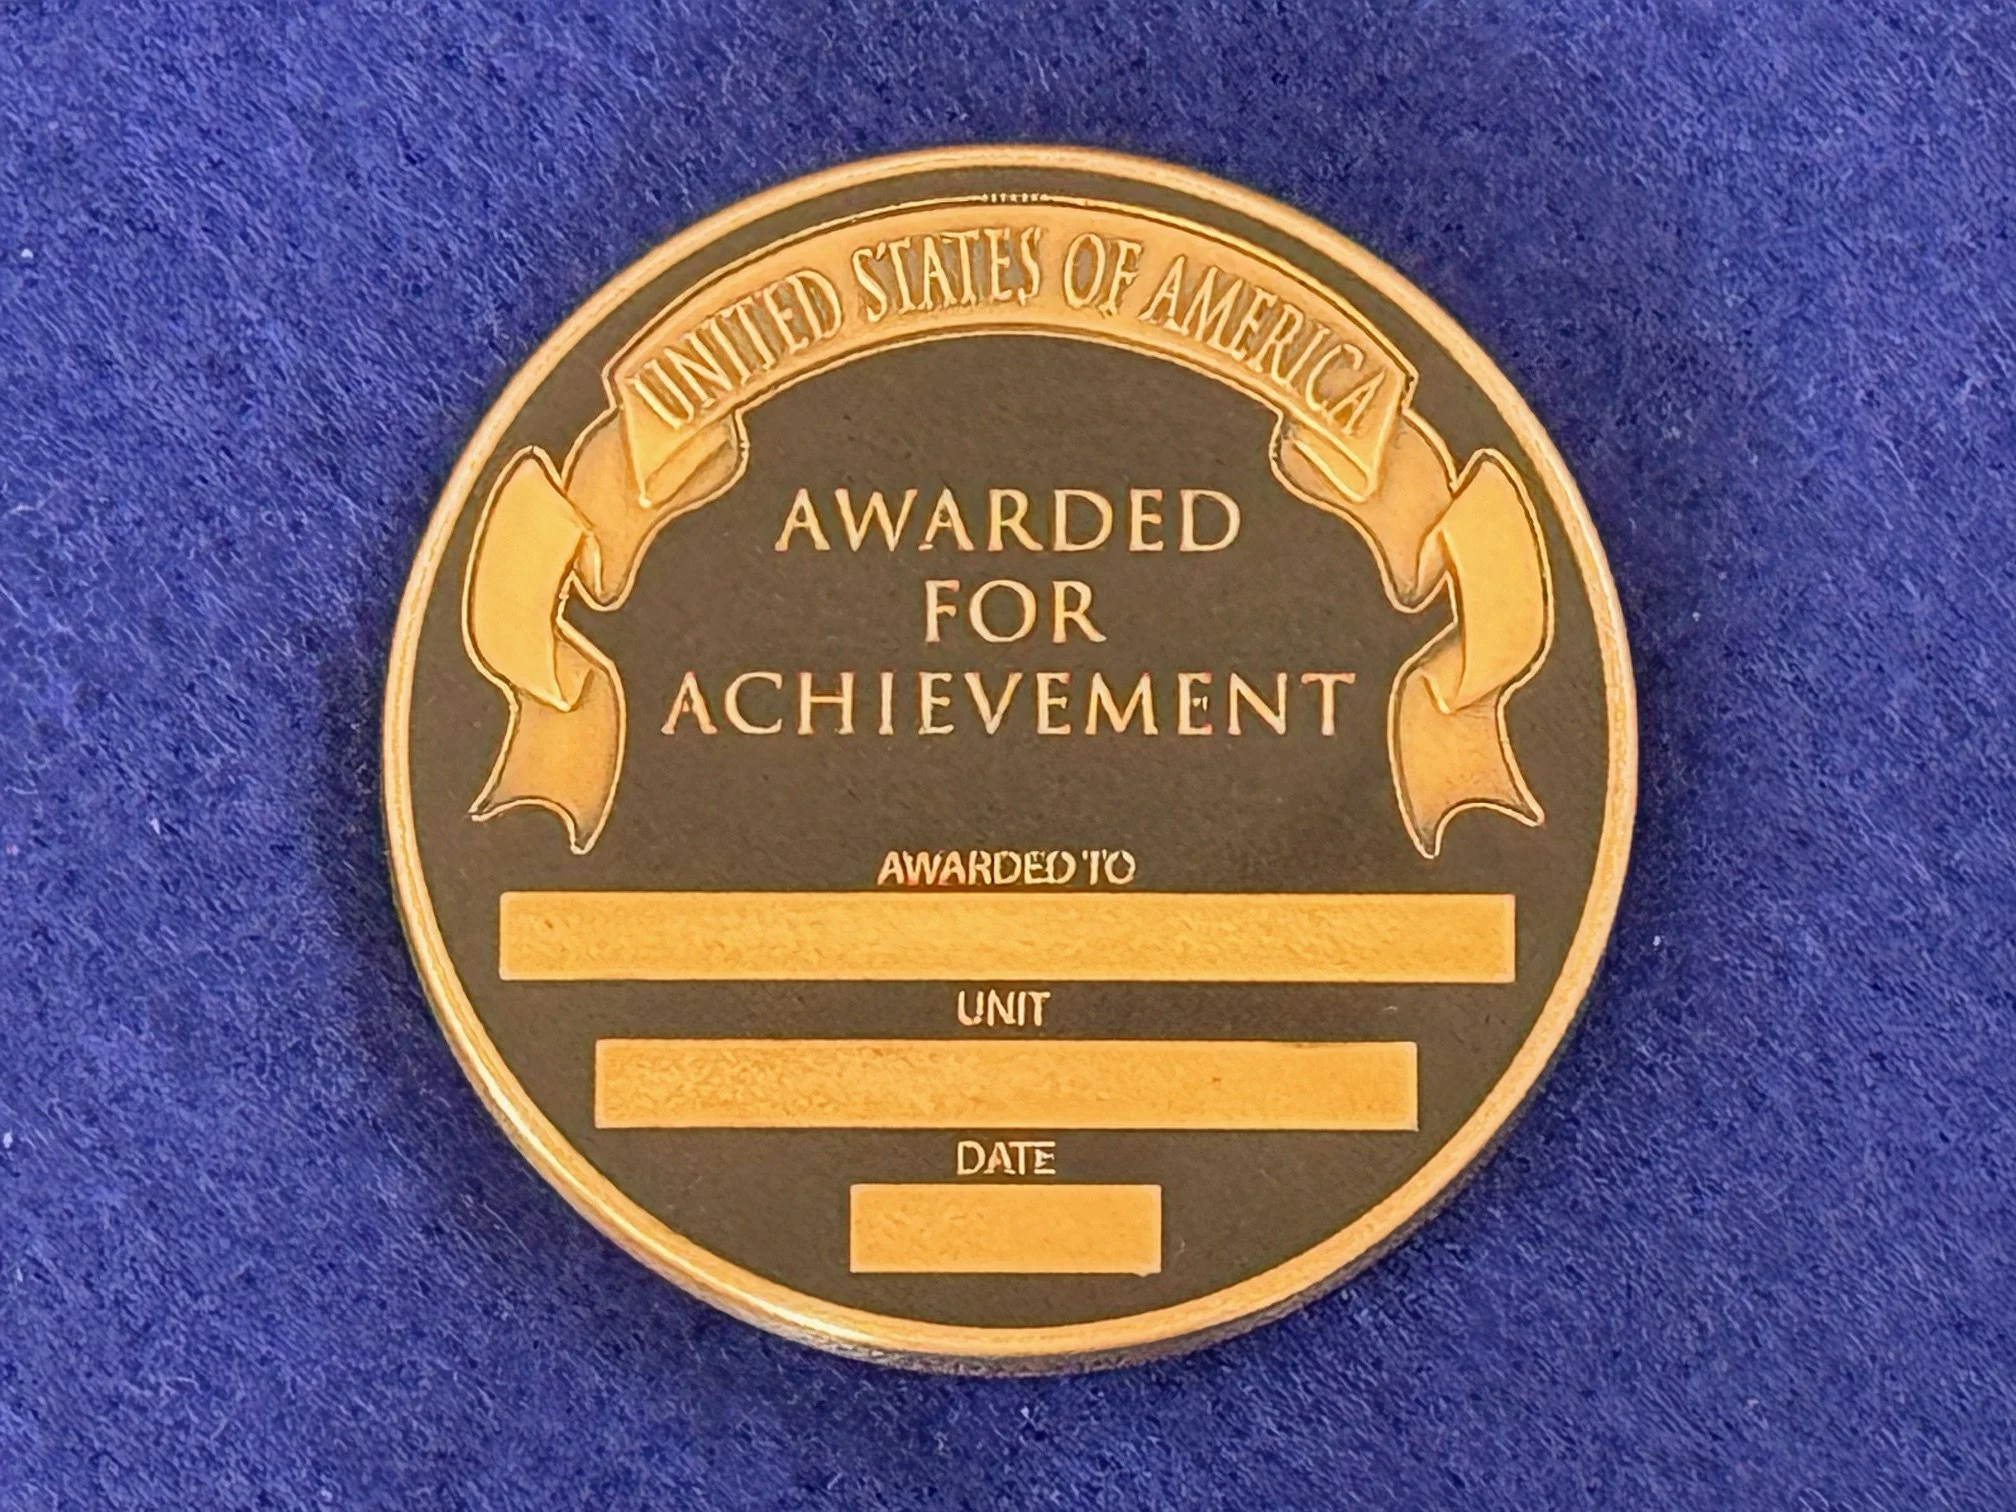 UNITED STATES OF AMERICA
AWARDED
FOR
ACHIEVEMENT
AWARDED TO
UNIT
DATE